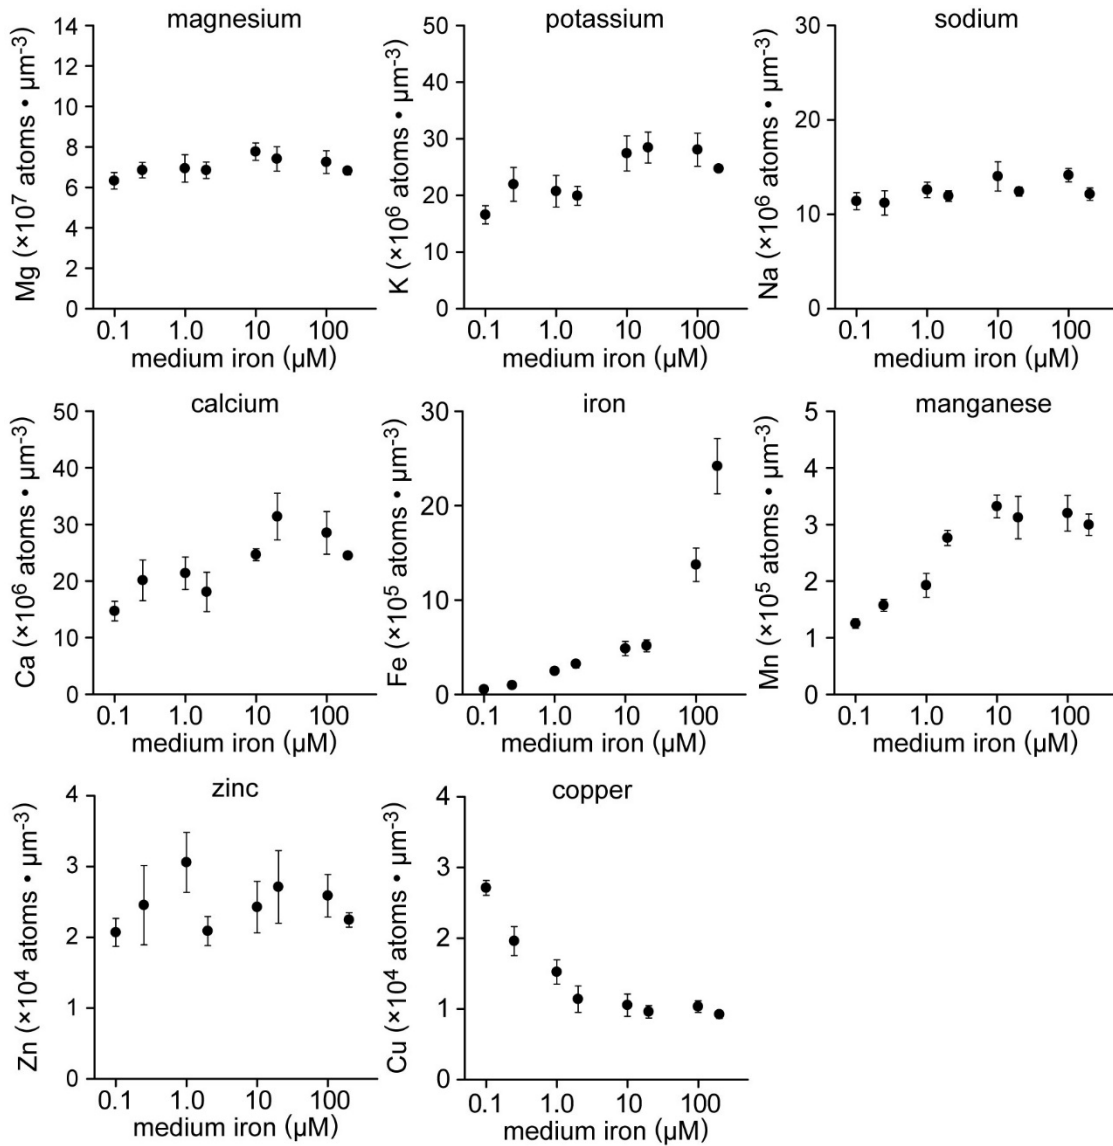 magnesium
Mg (×10⁷ atoms • µm⁻³)
14
12
10
8
6
4
2
0
0.1 1.0 10 100
medium iron (µM)
potassium
K (×10⁶ atoms • µm⁻³)
50
40
30
20
10
0
0.1 1.0 10 100
medium iron (µM)
sodium
Na (×10⁶ atoms • µm⁻³)
30
20
10
0
0.1 1.0 10 100
medium iron (µM)
calcium
Ca (×10⁶ atoms • µm⁻³)
50
40
30
20
10
0
0.1 1.0 10 100
medium iron (µM)
iron
Fe (×10⁵ atoms • µm⁻³)
30
20
10
0
0.1 1.0 10 100
medium iron (µM)
manganese
Mn (×10⁵ atoms • µm⁻³)
5
4
3
2
1
0
0.1 1.0 10 100
medium iron (µM)
zinc
Zn (×10⁴ atoms • µm⁻³)
4
3
2
1
0
0.1 1.0 10 100
medium iron (µM)
copper
Cu (×10⁴ atoms • µm⁻³)
4
3
2
1
0
0.1 1.0 10 100
medium iron (µM)